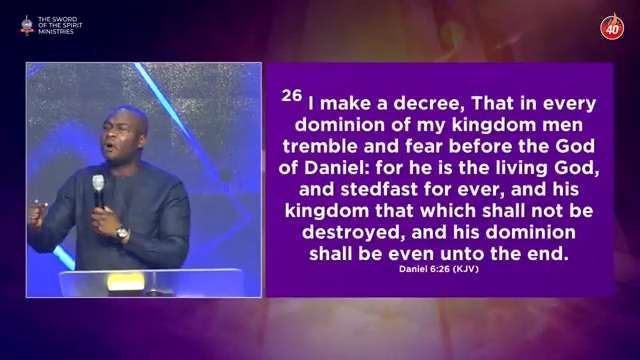 THE SWORD
OF THE SPIRIT
MINISTRIES
40
26 I make a decree, That in every
dominion of my kingdom men
tremble and fear before the God
of Daniel: for he is the living God,
and stedfast for ever, and his
kingdom that which shall not be
destroyed, and his dominion
shall be even unto the end.
Daniel 6:26 (KJV)